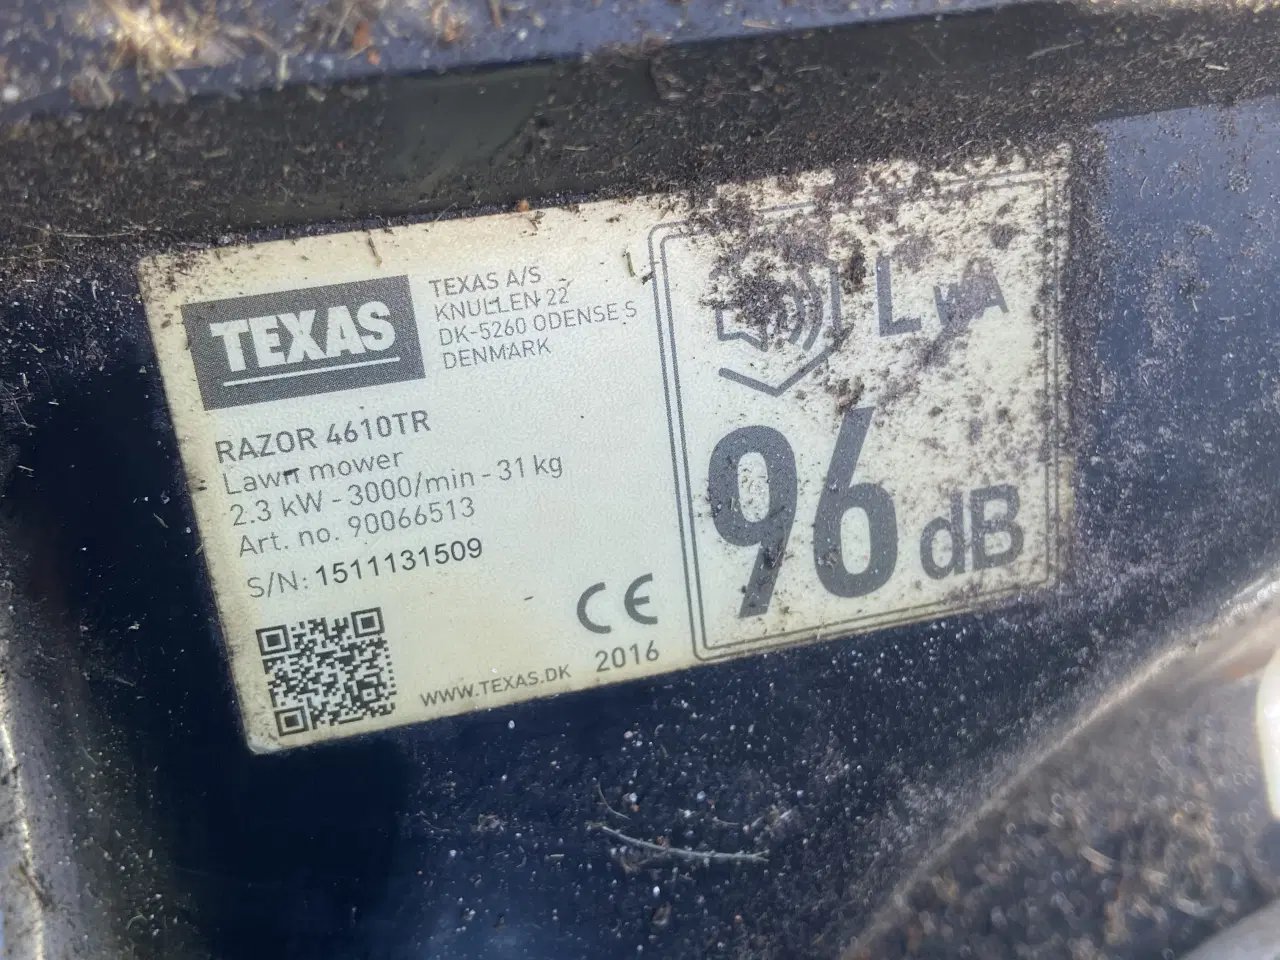 TEXAS
TEXAS A/S
KNULLEN 22
DK-5260 ODENSE S
DENMARK
RAZOR 4610TR
Lawn mower
2.3 kW - 3000/min - 31 kg
Art. no. 90066513
S/N: 1511131509
CE
2016
WWW.TEXAS.DK
LWA
96 dB